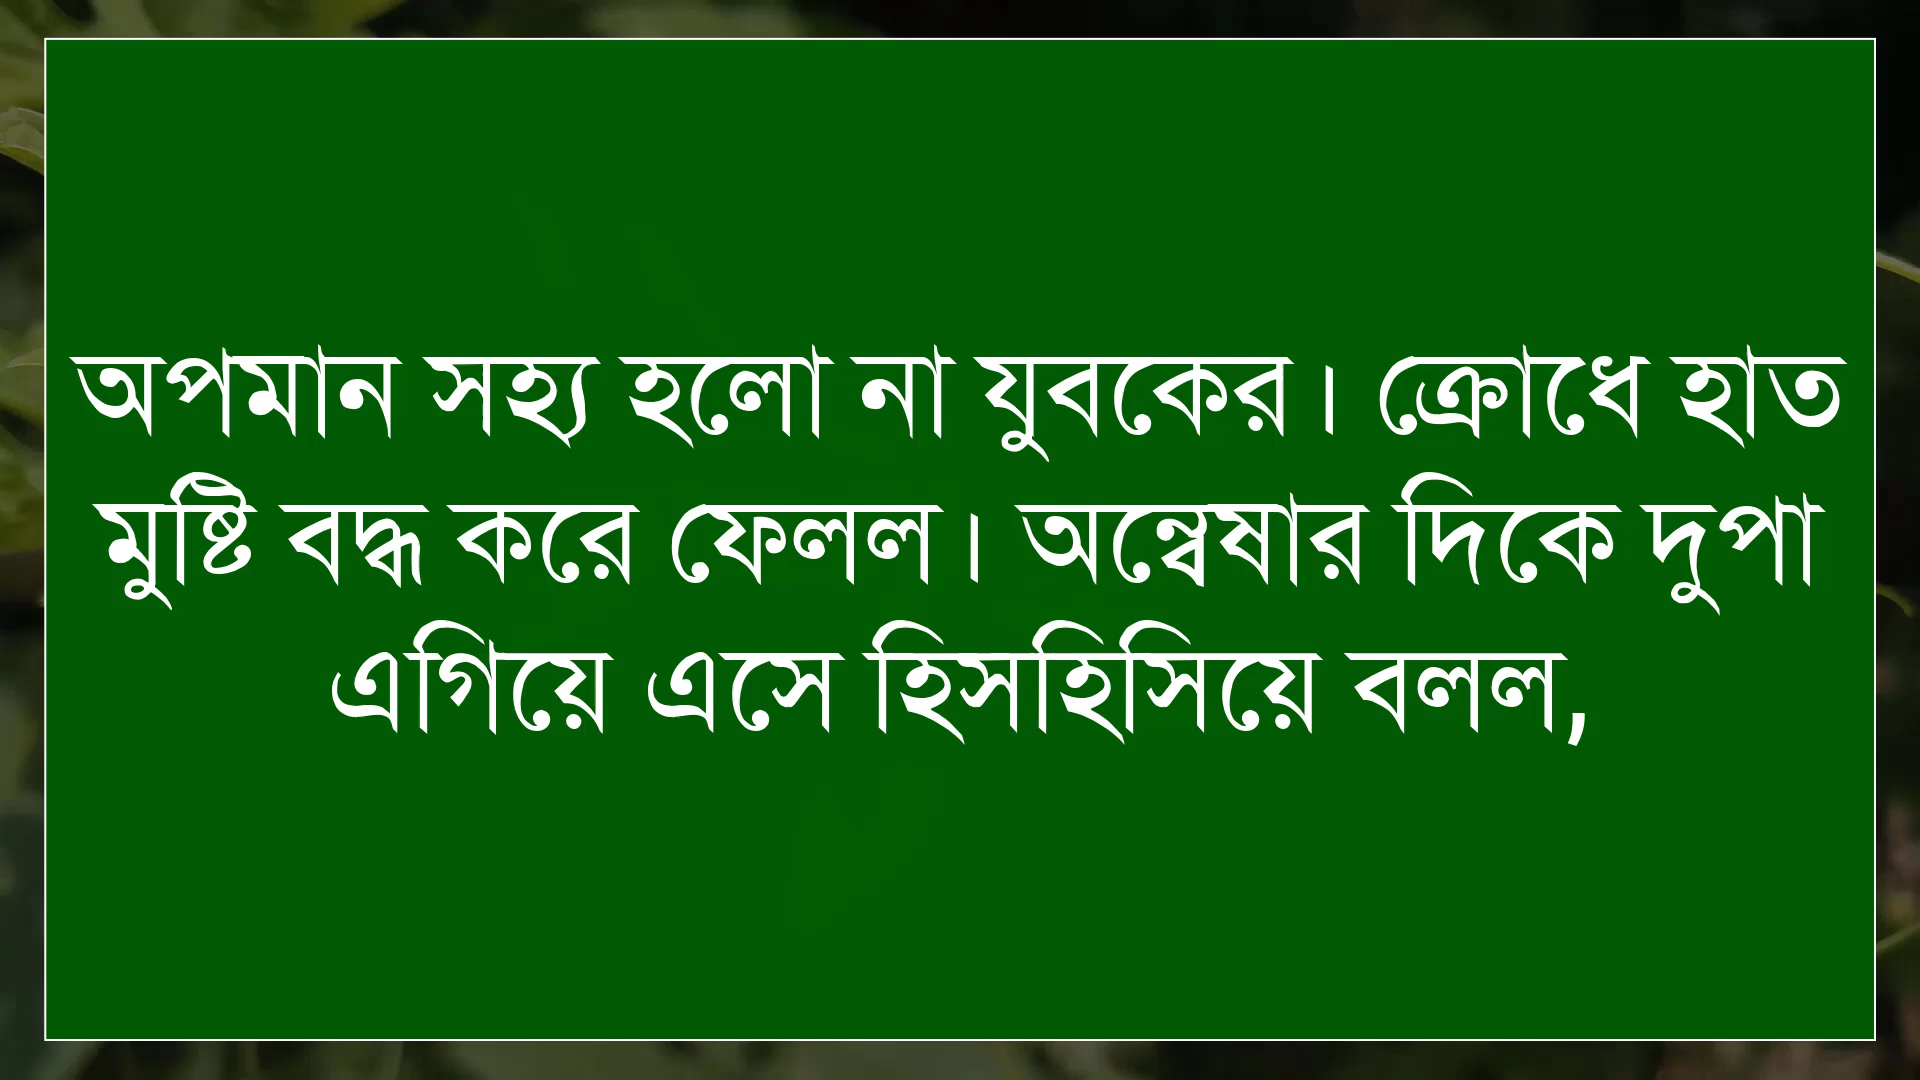 অপমান সহ্য হলো না যুবকের। ক্রোধে হাত
মুষ্টি বদ্ধ করে ফেলল। অন্বেষার দিকে দুপা
এগিয়ে এসে হিসহিসিয়ে বলল,